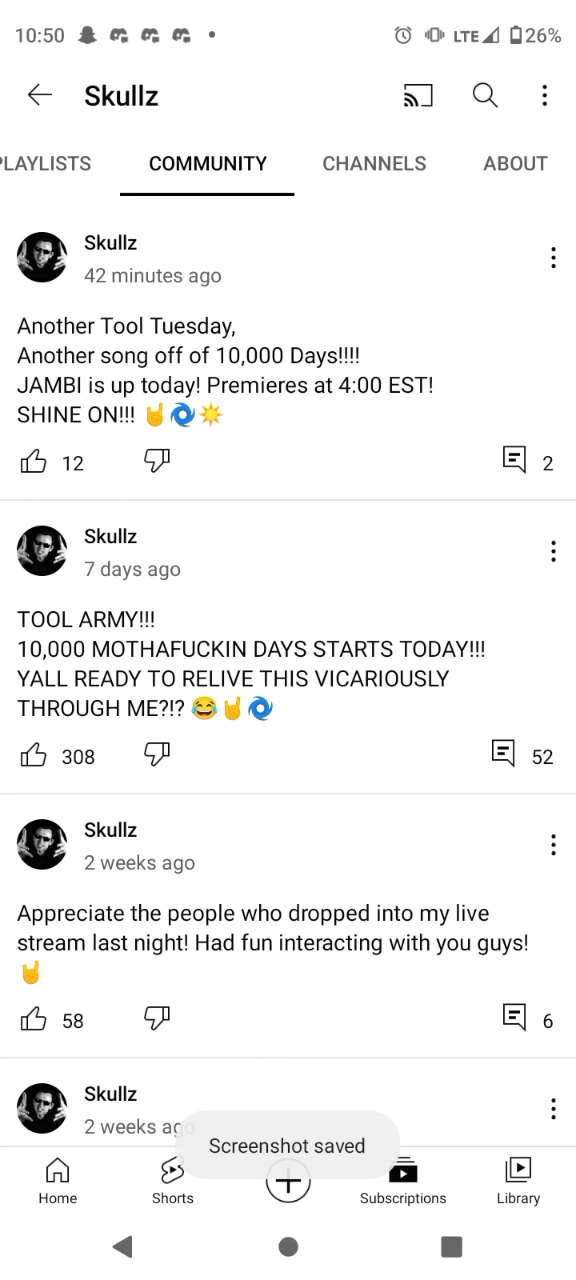 10:50 LTE 26%
Skullz
PLAYLISTS COMMUNITY CHANNELS ABOUT
Skullz
42 minutes ago
Another Tool Tuesday,
Another song off of 10,000 Days!!!!
JAMBI is up today! Premieres at 4:00 EST!
SHINE ON!!! 🤘🌀☀️
12 2
Skullz
7 days ago
TOOL ARMY!!!
10,000 MOTHAFUCKIN DAYS STARTS TODAY!!!
YALL READY TO RELIVE THIS VICARIOUSLY
THROUGH ME?!? 😂🤘🌀
308 52
Skullz
2 weeks ago
Appreciate the people who dropped into my live
stream last night! Had fun interacting with you guys!
🤘
58 6
Skullz
2 weeks ago
Screenshot saved
Home Shorts Subscriptions Library